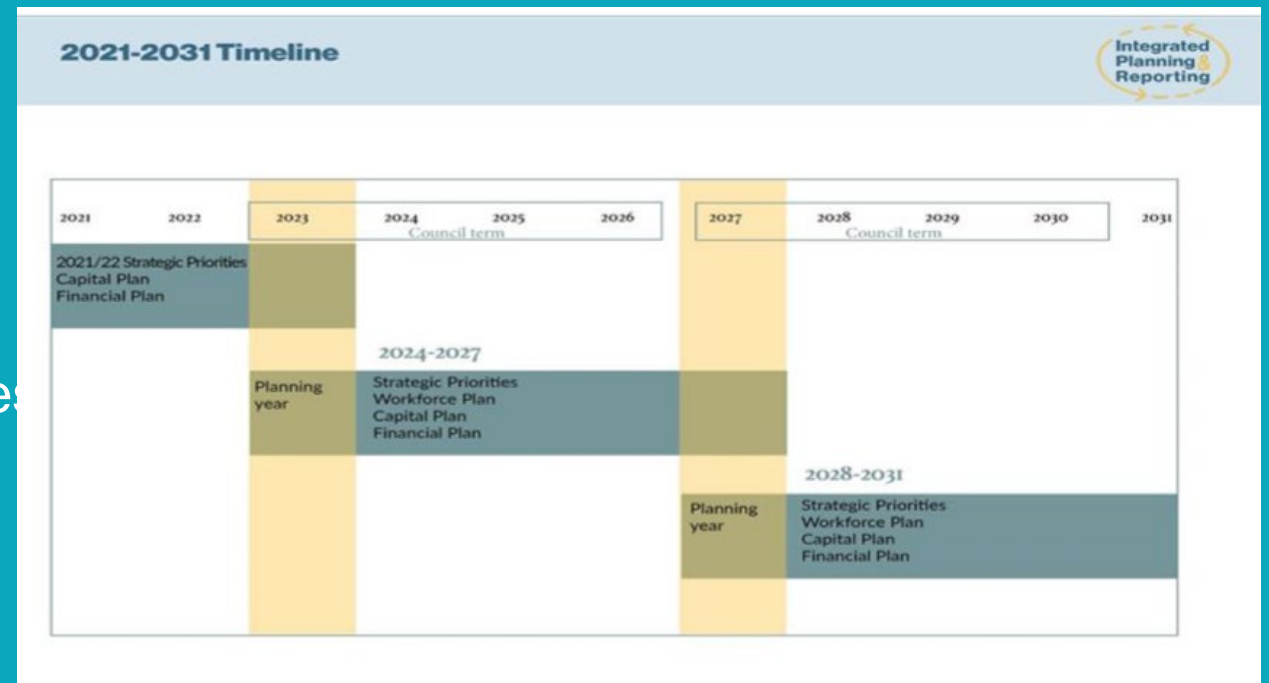 2021-2031 Timeline
Integrated
Planning &
Reporting
2021 2022 2023 2024 2025 2026 2027 2028 2029 2030 2031
Council term Council term
2021/22 Strategic Priorities
Capital Plan
Financial Plan
2024-2027
Planning
year
Strategic Priorities
Workforce Plan
Capital Plan
Financial Plan
2028-2031
Planning
year
Strategic Priorities
Workforce Plan
Capital Plan
Financial Plan